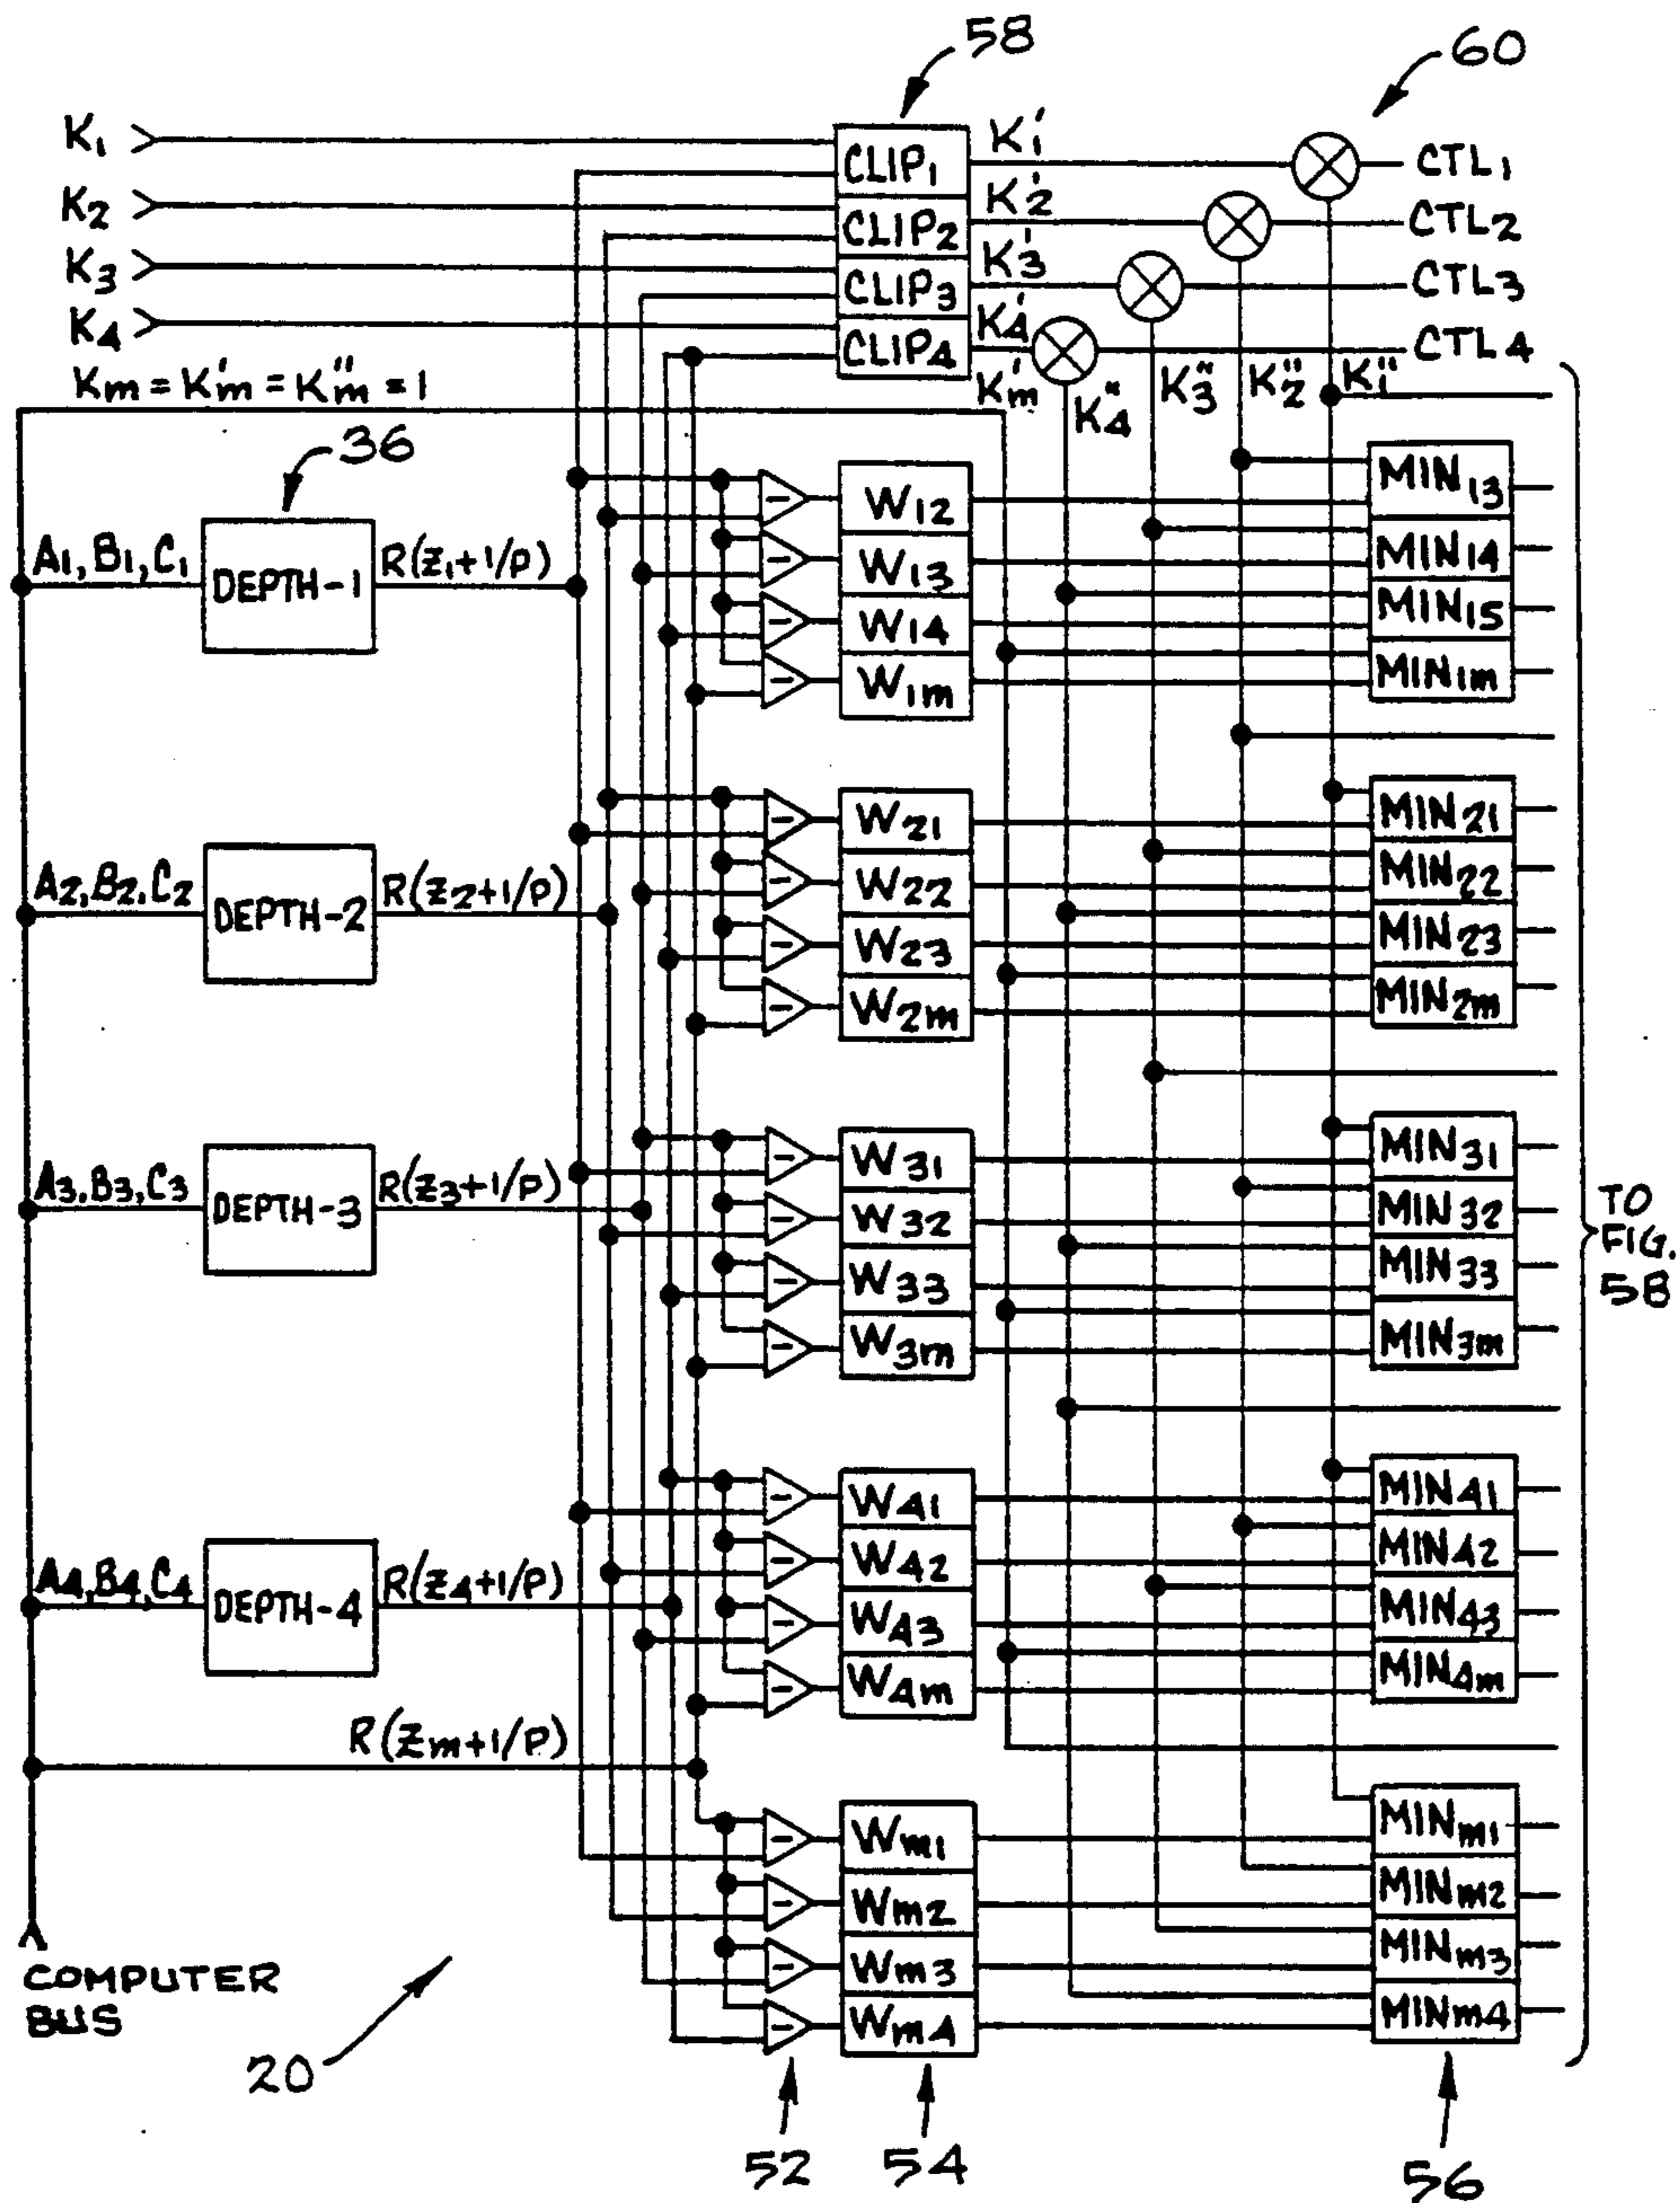 58
60
K1
K2
K3
K4
CLIP1
CLIP2
CLIP3
CLIP4
K'1
K'2
K'3
K'4
CTL1
CTL2
CTL3
CTL4
Km = K'm = K"m = 1
K'm
K"4
K"3
K"2
K"1
36
A1, B1, C1
DEPTH-1
R(Z1+1/P)
W12
W13
W14
W1m
MIN13
MIN14
MIN15
MIN1m
A2, B2, C2
DEPTH-2
R(Z2+1/P)
W21
W22
W23
W2m
MIN21
MIN22
MIN23
MIN2m
A3, B3, C3
DEPTH-3
R(Z3+1/P)
W31
W32
W33
W3m
MIN31
MIN32
MIN33
MIN3m
TO
FIG.
5B
A4, B4, C4
DEPTH-4
R(Z4+1/P)
W41
W42
W43
W4m
MIN41
MIN42
MIN43
MIN4m
R(Zm+1/P)
Wm1
Wm2
Wm3
Wm4
MINm1
MINm2
MINm3
MINm4
COMPUTER
BUS
20
52
54
56